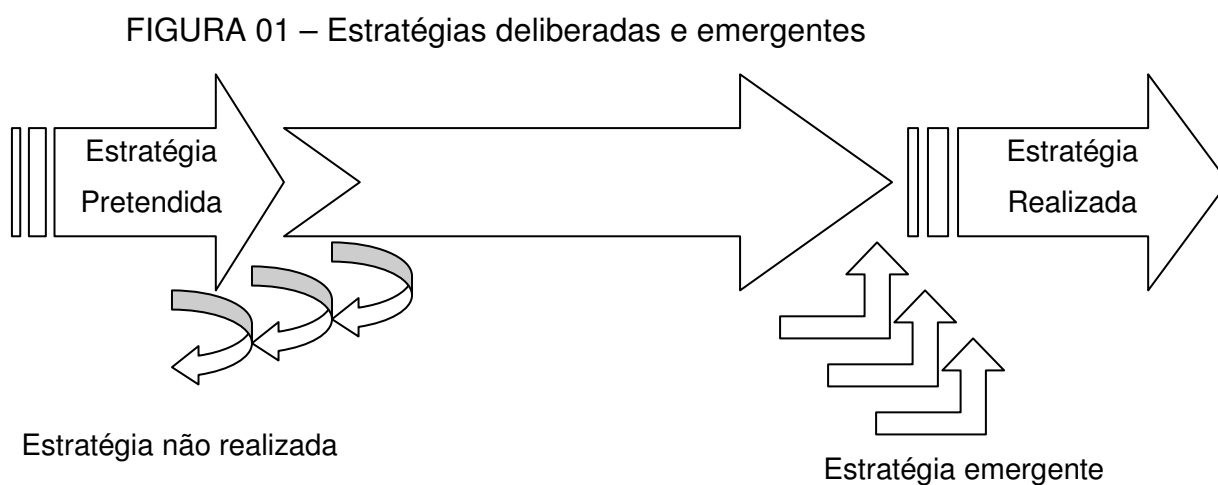 FIGURA 01 – Estratégias deliberadas e emergentes
Estratégia
Pretendida
Estratégia
Realizada
Estratégia não realizada
Estratégia emergente